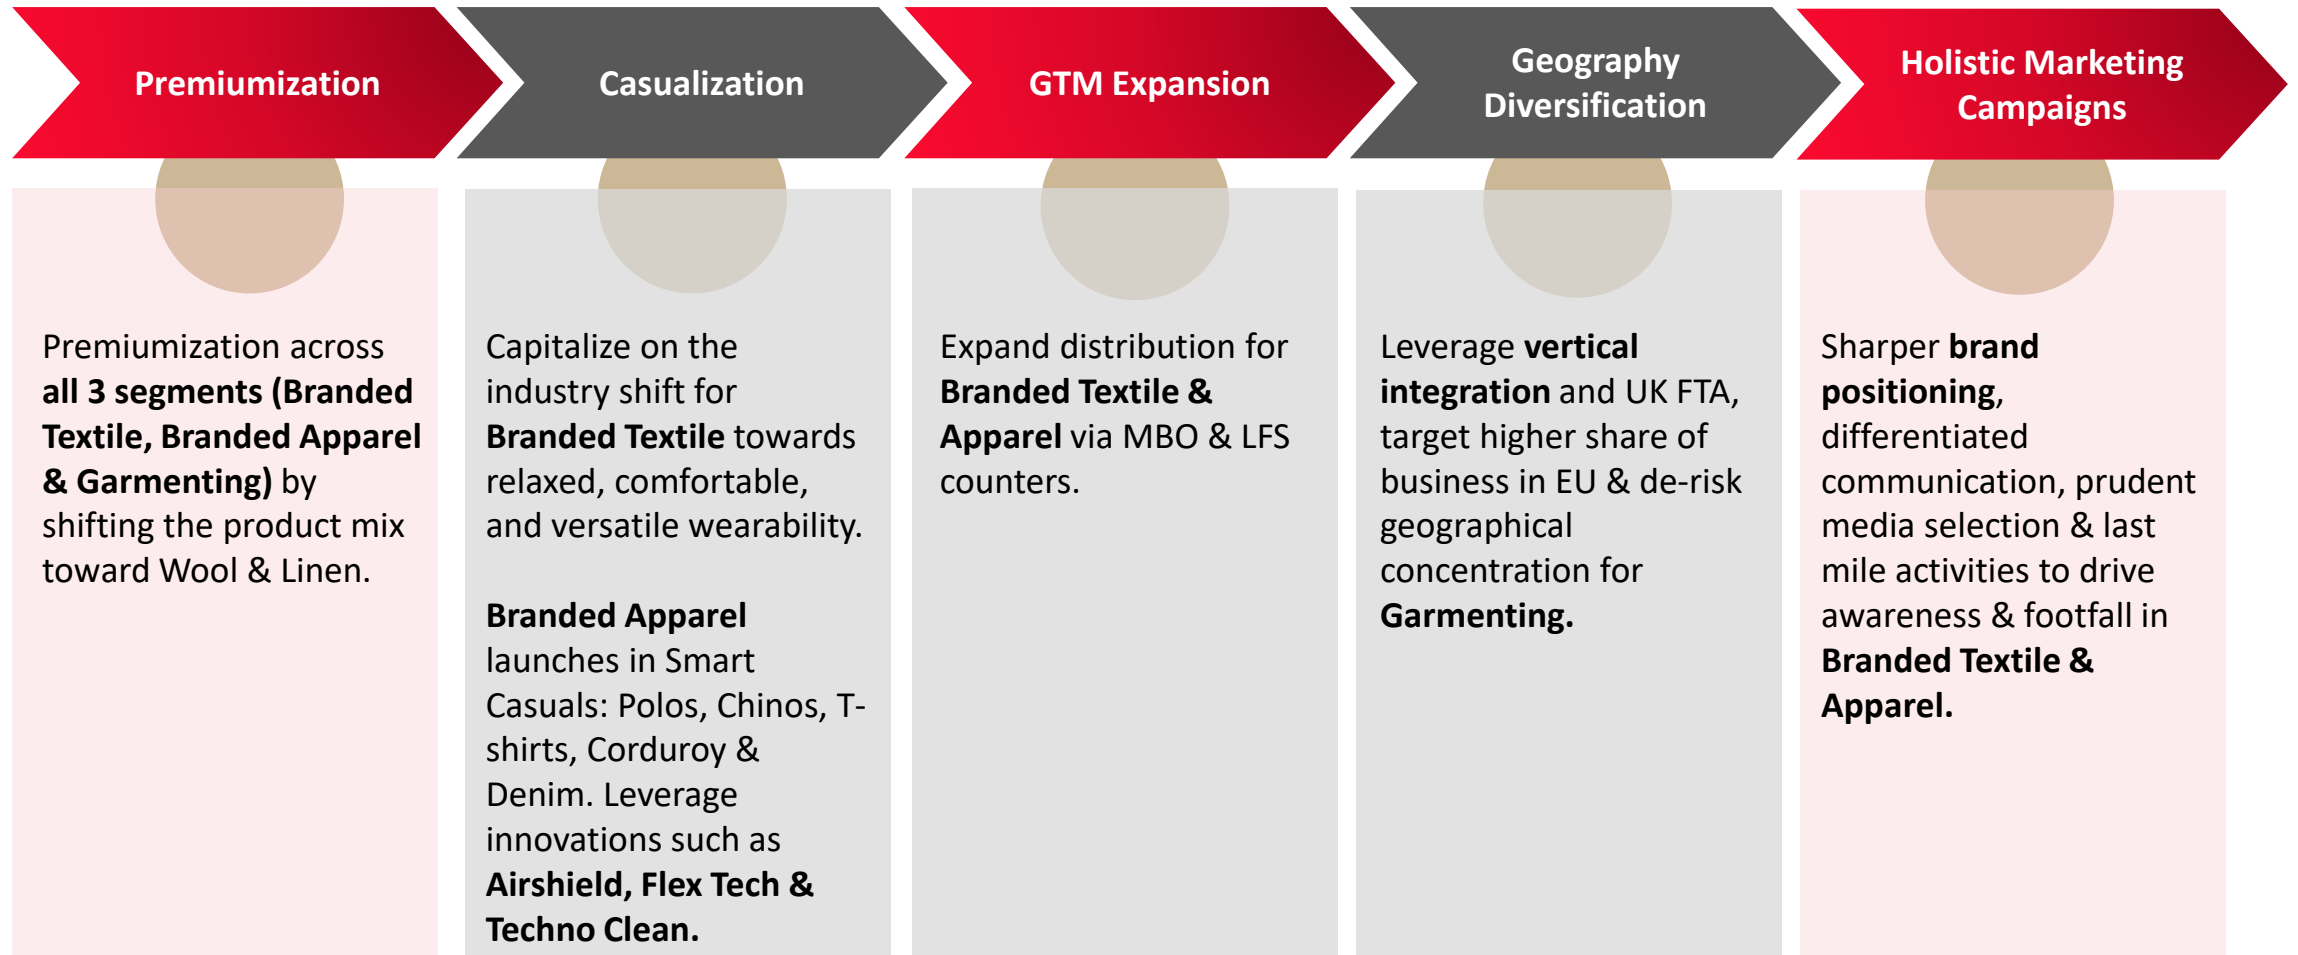 Premiumization
Casualization
GTM Expansion
Geography
Diversification
Holistic Marketing
Campaigns
Premiumization across
all 3 segments (Branded
Textile, Branded Apparel
& Garmenting) by
shifting the product mix
toward Wool & Linen.
Capitalize on the
industry shift for
Branded Textile towards
relaxed, comfortable,
and versatile wearability.
Branded Apparel
launches in Smart
Casuals: Polos, Chinos, T-
shirts, Corduroy &
Denim. Leverage
innovations such as
Airshield, Flex Tech &
Techno Clean.
Expand distribution for
Branded Textile &
Apparel via MBO & LFS
counters.
Leverage vertical
integration and UK FTA,
target higher share of
business in EU & de-risk
geographical
concentration for
Garmenting.
Sharper brand
positioning,
differentiated
communication, prudent
media selection & last
mile activities to drive
awareness & footfall in
Branded Textile &
Apparel.